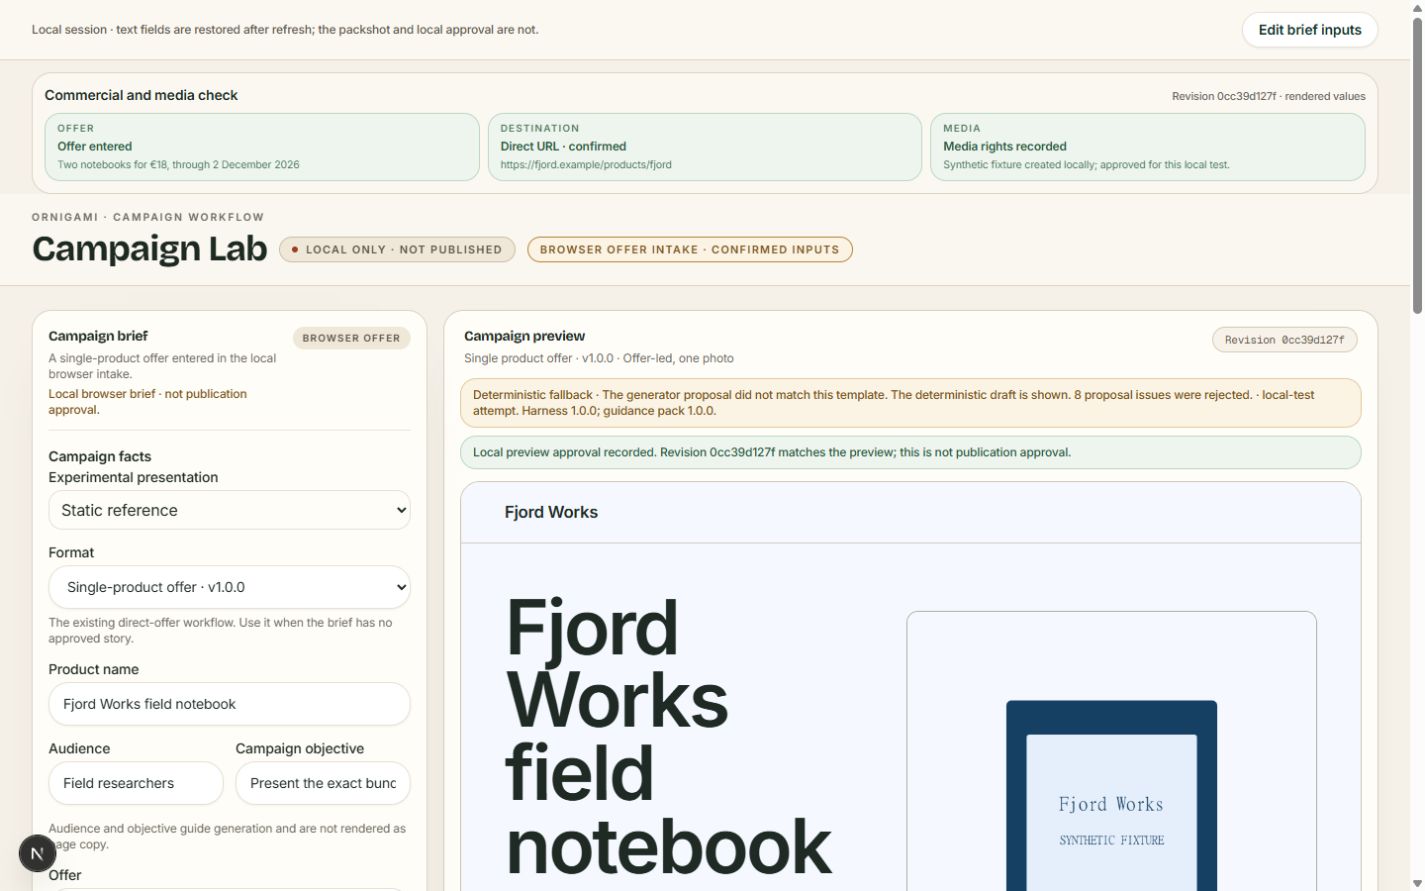 Local session · text fields are restored after refresh; the packshot and local approval are not.
Edit brief inputs
Commercial and media check
Revision 0cc39d127f · rendered values
OFFER
Offer entered
Two notebooks for €18, through 2 December 2026
DESTINATION
Direct URL · confirmed
https://fjord.example/products/fjord
MEDIA
Media rights recorded
Synthetic fixture created locally; approved for this local test.
ORNIGAMI · CAMPAIGN WORKFLOW
Campaign Lab
LOCAL ONLY · NOT PUBLISHED
BROWSER OFFER INTAKE · CONFIRMED INPUTS
Campaign brief
BROWSER OFFER
A single-product offer entered in the local
browser intake.
Local browser brief · not publication
approval.
Campaign facts
Experimental presentation
Static reference
Format
Single-product offer · v1.0.0
The existing direct-offer workflow. Use it when the brief has no
approved story.
Product name
Fjord Works field notebook
Audience
Campaign objective
Field researchers
Present the exact bund
Audience and objective guide generation and are not rendered as
age copy.
N
Offer
Campaign preview
Single product offer · v1.0.0 · Offer-led, one photo
Revision 0cc39d127f
Deterministic fallback · The generator proposal did not match this template. The deterministic draft is shown. 8 proposal issues were rejected. · local-test
attempt. Harness 1.0.0; guidance pack 1.0.0.
Local preview approval recorded. Revision 0cc39d127f matches the preview; this is not publication approval.
Fjord Works
Fjord
Works
field
notebook
Fjord Works
SYNTHETIC FIXTURE